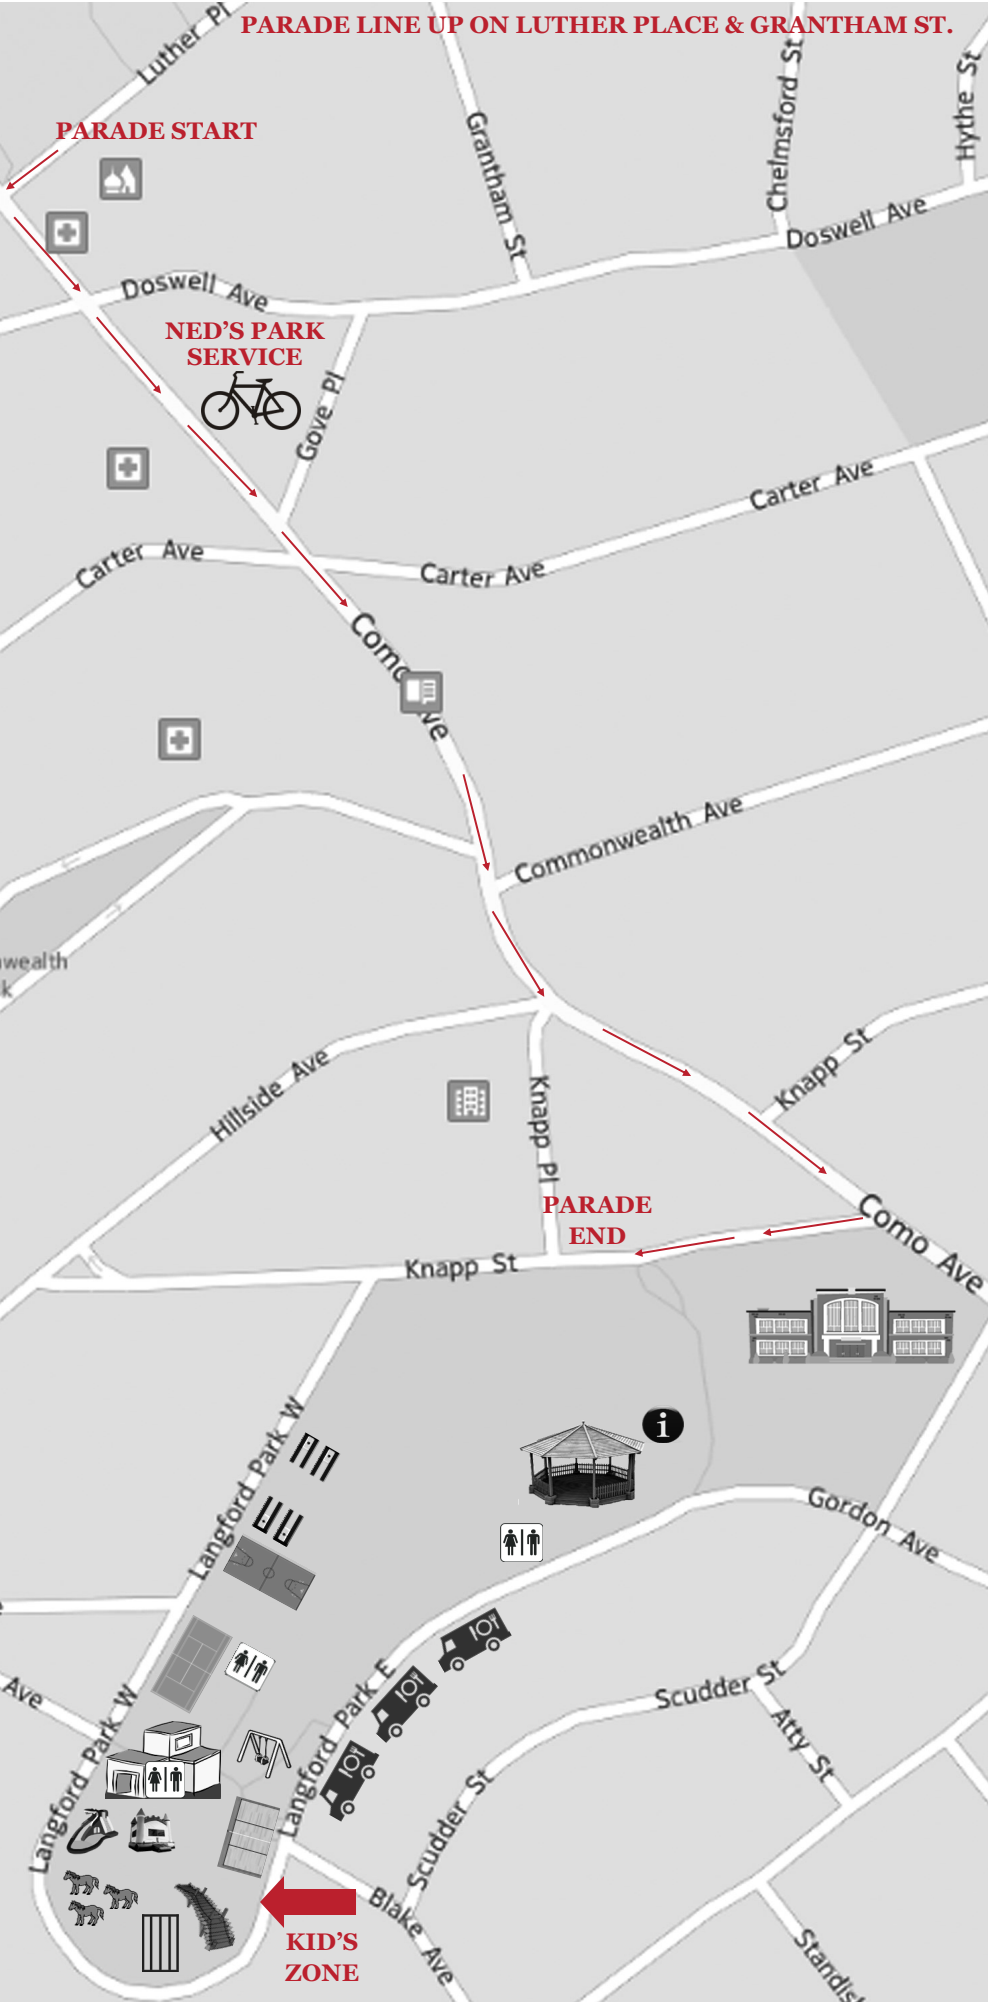 PARADE LINE UP ON LUTHER PLACE & GRANTHAM ST.
Luther Pl
PARADE START
Grantham St
Chelmsford St
Hythe St
Doswell Ave
Doswell Ave
NED'S PARK
SERVICE
Gove Pl
Carter Ave
Carter Ave
Carter Ave
Como Ave
Commonwealth Ave
wealth
k
Knapp St
Hillside Ave
Knapp Pl
PARADE
END
Como Ave
Knapp St
i
Langford Park W
Gordon Ave
Langford Park E
Scudder St
Ave
Langford Park W
Atty St
Scudder St
Blake Ave
KID'S
ZONE
Standis